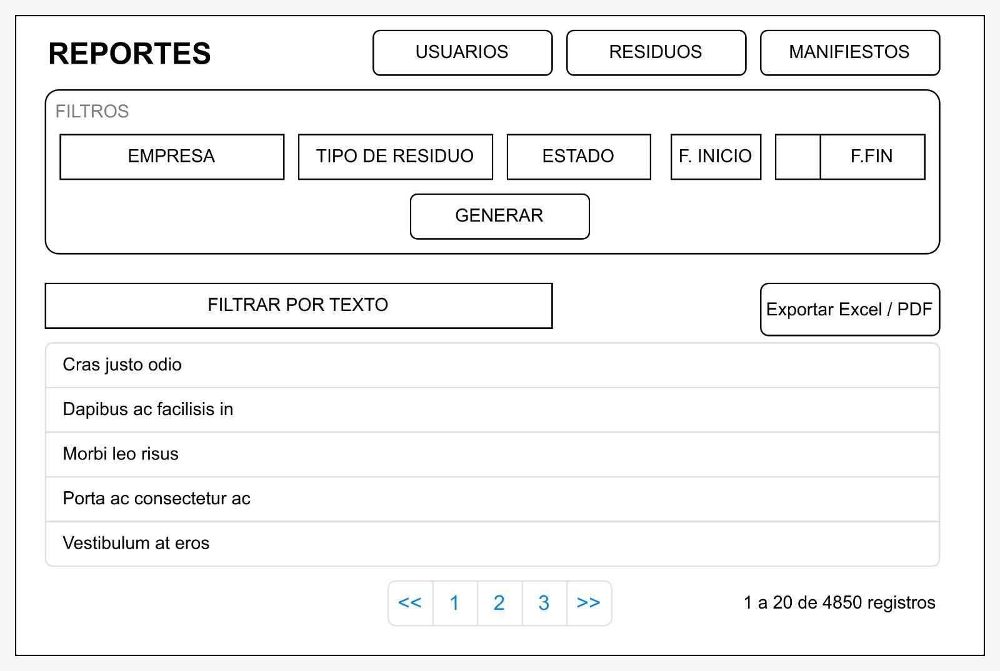 REPORTES
USUARIOS
RESIDUOS
MANIFIESTOS
FILTROS
EMPRESA
TIPO DE RESIDUO
ESTADO
F. INICIO
F.FIN
GENERAR
FILTRAR POR TEXTO
Exportar Excel / PDF
Cras justo odio
Dapibus ac facilisis in
Morbi leo risus
Porta ac consectetur ac
Vestibulum at eros
<< 1 2 3 >>
1 a 20 de 4850 registros